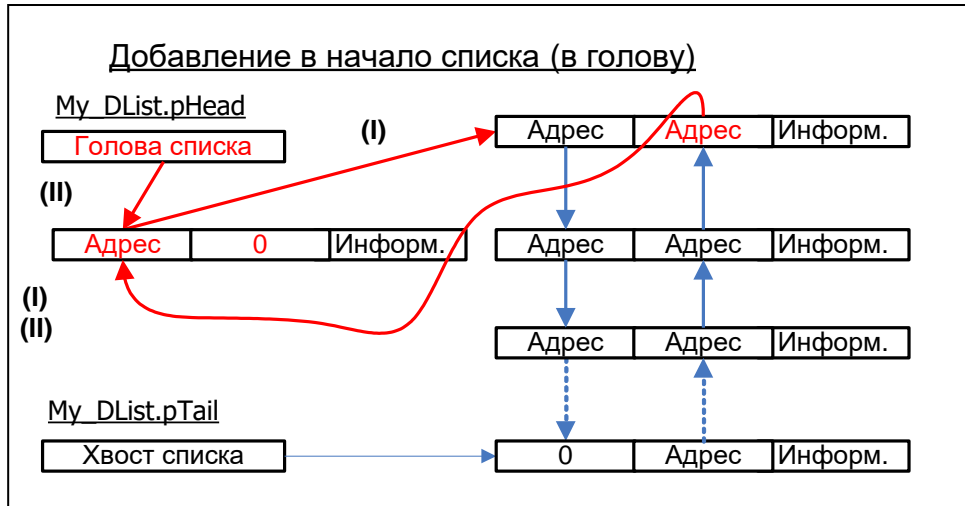 Добавление в начало списка (в голову)
My_DList.pHead
(I)
Адрес Адрес Информ.
Голова списка
(II)
Адрес 0 Информ.
Адрес Адрес Информ.
(I)
(II)
Адрес Адрес Информ.
My_DList.pTail
Хвост списка
0 Адрес Информ.